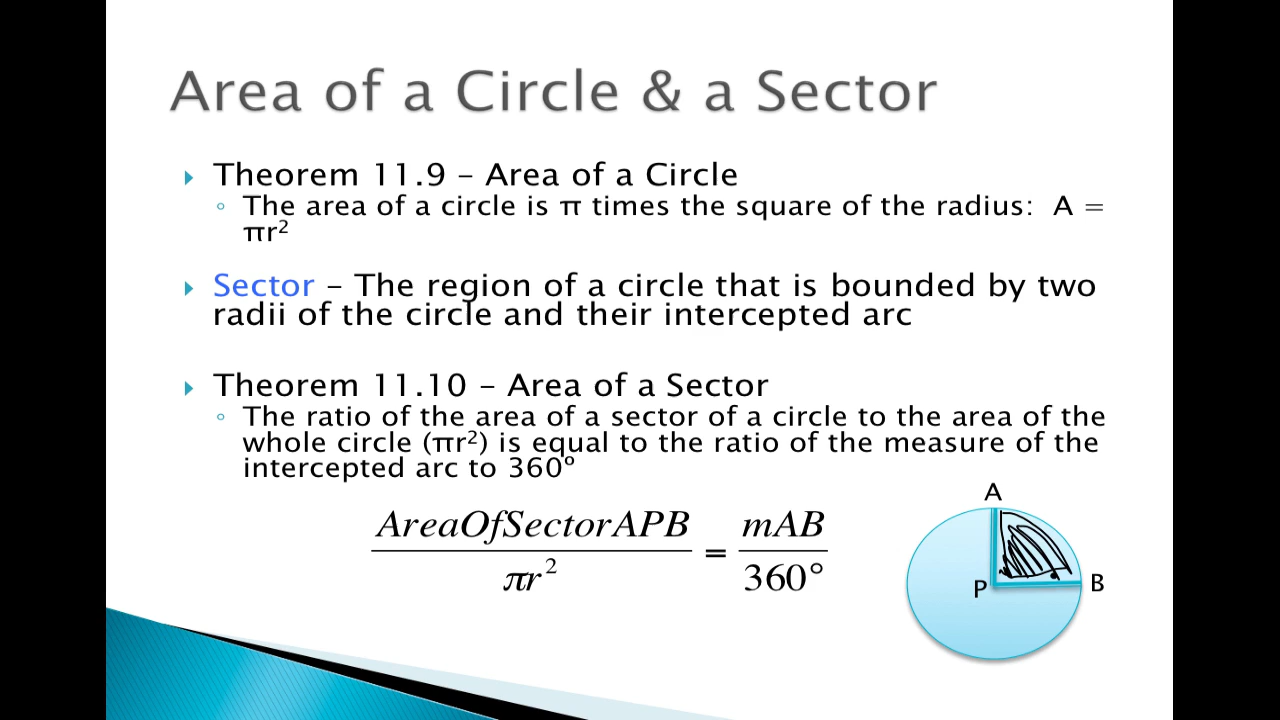 Area of a Circle & a Sector
Theorem 11.9 – Area of a Circle
The area of a circle is π times the square of the radius:  A =
πr²
Sector – The region of a circle that is bounded by two
radii of the circle and their intercepted arc
Theorem 11.10 – Area of a Sector
The ratio of the area of a sector of a circle to the area of the
whole circle (πr²) is equal to the ratio of the measure of the
intercepted arc to 360º
AreaOfSectorAPB / πr² = mAB / 360°
A
P
B